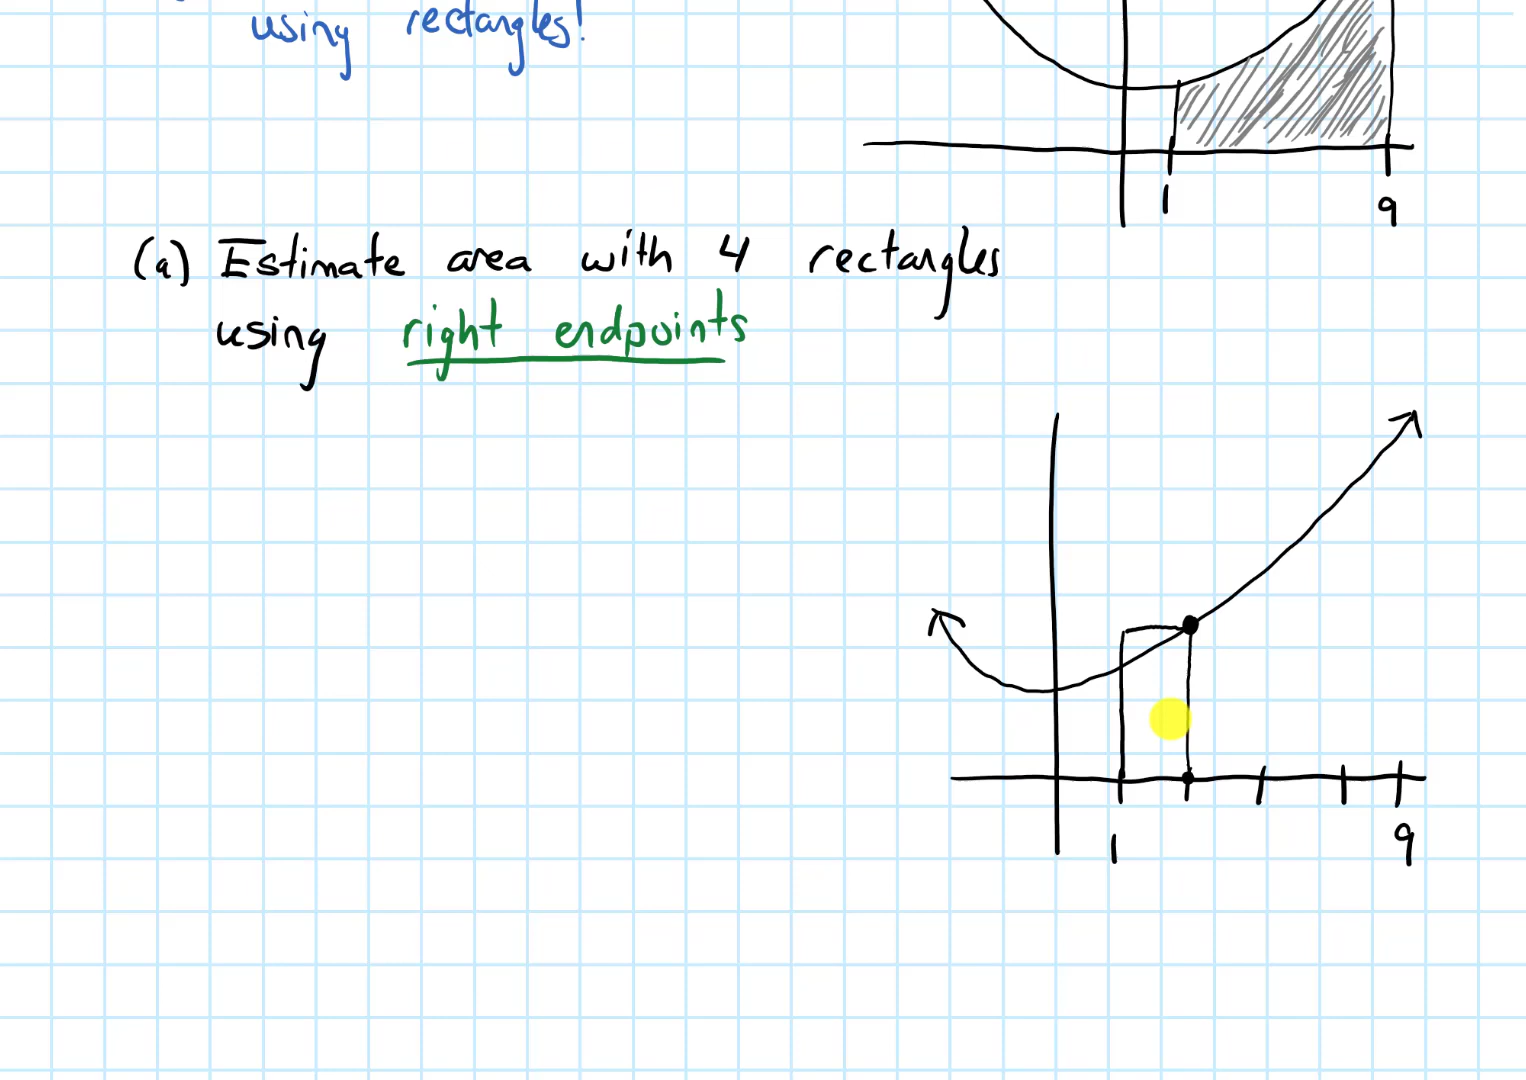 using rectangles!
1
9
(a) Estimate area with 4 rectangles
using right endpoints
1
9